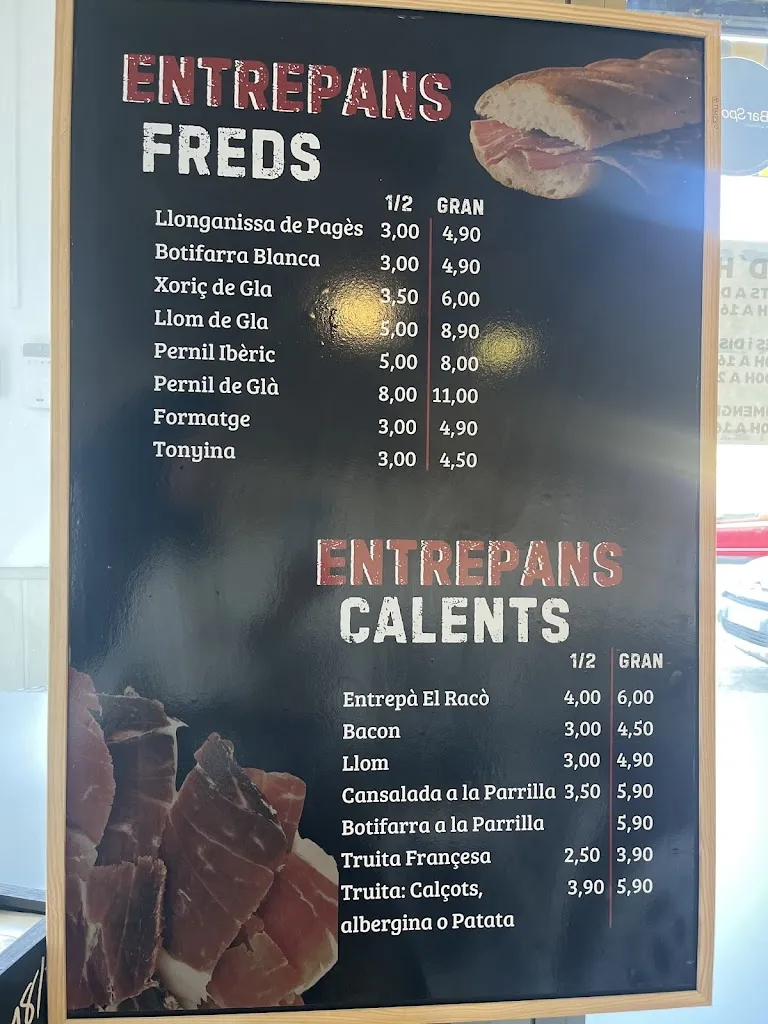 ENTREPANS
FREDS
1/2 GRAN
Llonganissa de Pagès 3,00 4,90
Botifarra Blanca 3,00 4,90
Xoriç de Gla 3,50 6,00
Llom de Gla 5,00 8,90
Pernil Ibèric 5,00 8,00
Pernil de Glà 8,00 11,00
Formatge 3,00 4,90
Tonyina 3,00 4,50
ENTREPANS
CALENTS
1/2 GRAN
Entrepà El Racò 4,00 6,00
Bacon 3,00 4,50
Llom 3,00 4,90
Cansalada a la Parrilla 3,50 5,90
Botifarra a la Parrilla 5,90
Truita Françesa 2,50 3,90
Truita: Calçots, 3,90 5,90
albergina o Patata